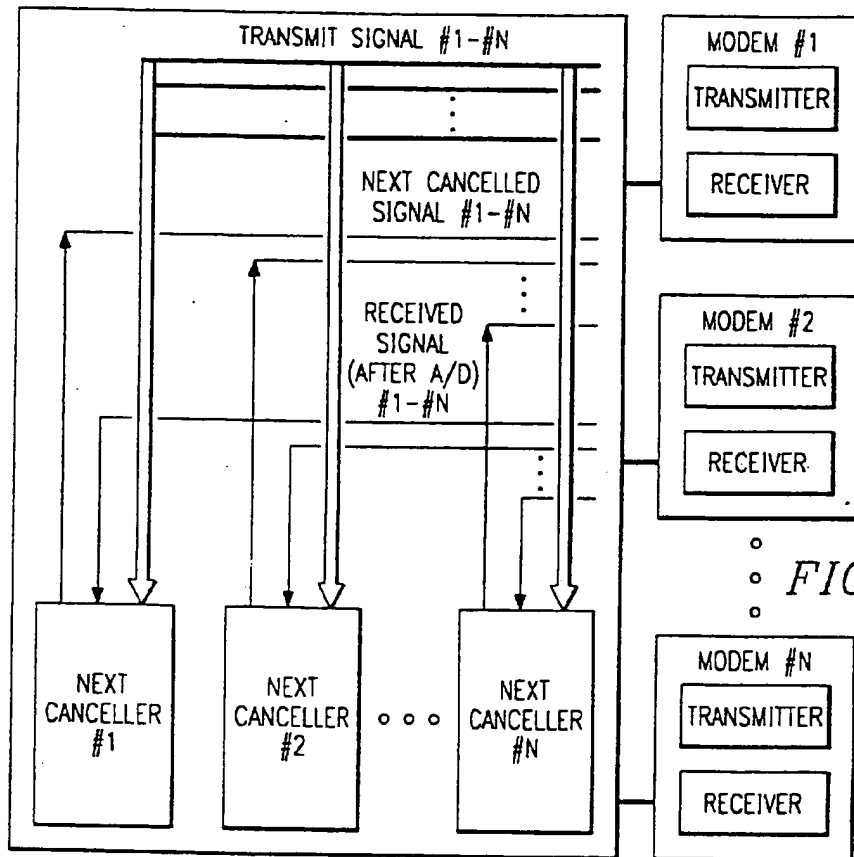 TRANSMIT SIGNAL #1-#N
NEXT CANCELLED
SIGNAL #1-#N
RECEIVED
SIGNAL
(AFTER A/D)
#1-#N
NEXT
CANCELLER
#1
NEXT
CANCELLER
#2
NEXT
CANCELLER
#N
MODEM #1
TRANSMITTER
RECEIVER
MODEM #2
TRANSMITTER
RECEIVER
FIG
MODEM #N
TRANSMITTER
RECEIVER